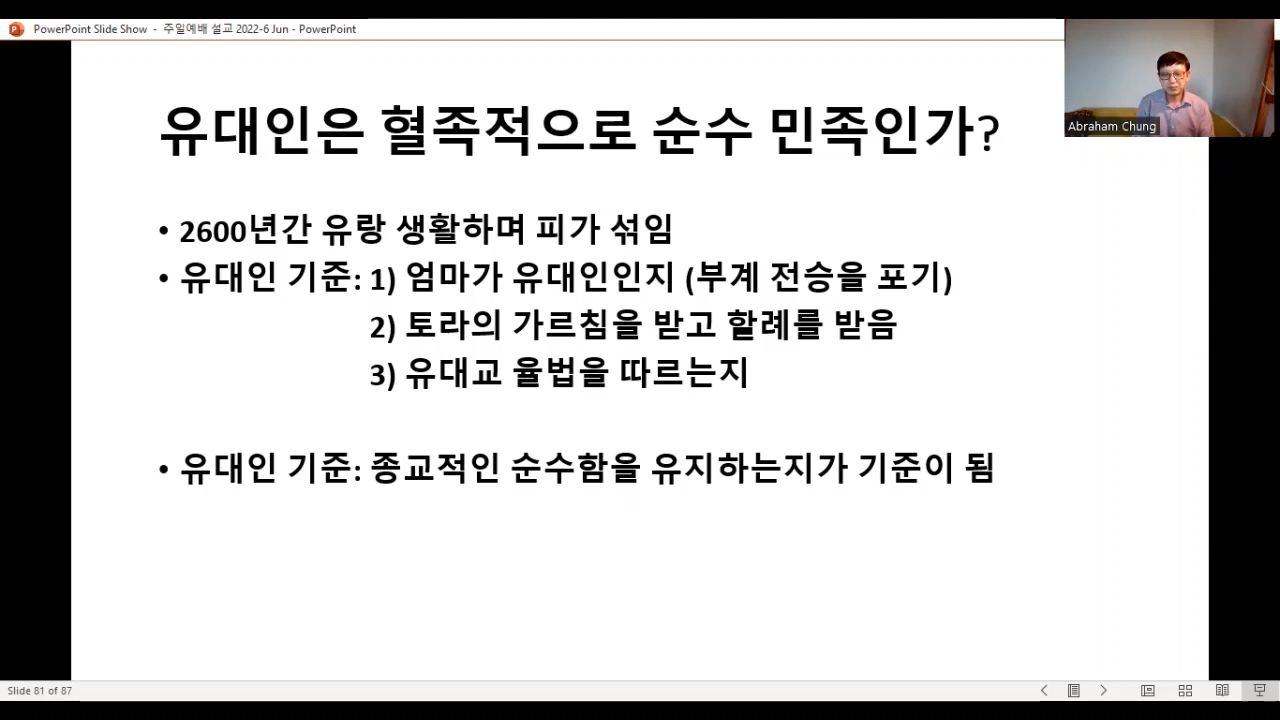 PowerPoint Slide Show - 주일예배 설교 2022-6 Jun - PowerPoint
Abraham Chung
유대인은 혈족적으로 순수 민족인가?
• 2600년간 유랑 생활하며 피가 섞임
• 유대인 기준: 1) 엄마가 유대인인지 (부계 전승을 포기)
2) 토라의 가르침을 받고 할례를 받음
3) 유대교 율법을 따르는지
• 유대인 기준: 종교적인 순수함을 유지하는지가 기준이 됨
Slide 81 of 87